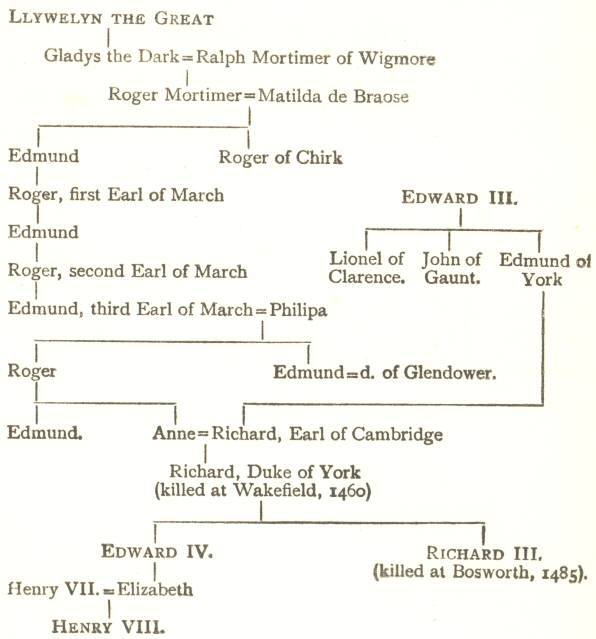 LLYWELYN THE GREAT
Gladys the Dark=Ralph Mortimer of Wigmore
Roger Mortimer=Matilda de Braose
Edmund
Roger of Chirk
Roger, first Earl of March
EDWARD III.
Edmund
Lionel of Clarence.
John of Gaunt.
Edmund of York
Roger, second Earl of March
Edmund, third Earl of March=Philipa
Roger
Edmund=d. of Glendower.
Edmund.
Anne=Richard, Earl of Cambridge
Richard, Duke of York
(killed at Wakefield, 1460)
EDWARD IV.
RICHARD III.
(killed at Bosworth, 1485).
Henry VII.=Elizabeth
HENRY VIII.